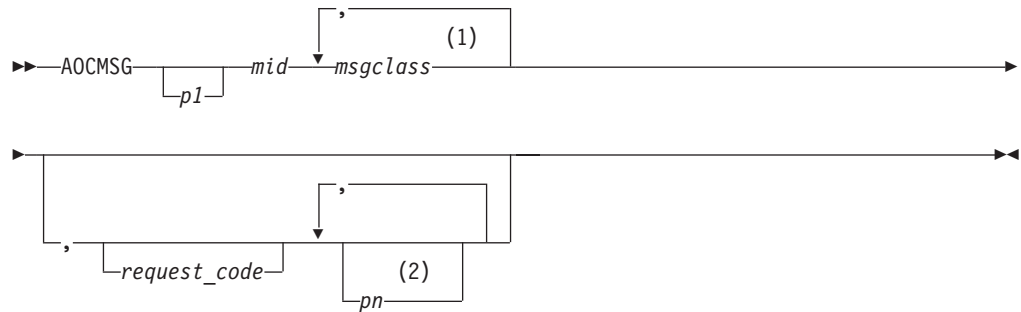 ,
(1)
AOCMSG mid msgclass
p1
,
,
request_code (2)
pn